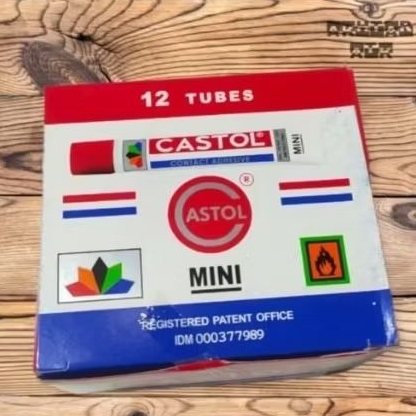 12 TUBES
CASTOL®
CONTACT ADHESIVE
MINI
®
CASTOL
MINI
REGISTERED PATENT OFFICE
IDM 000377989